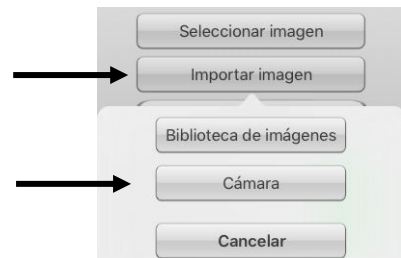 Seleccionar imagen
Importar imagen
Biblioteca de imágenes
Cámara
Cancelar